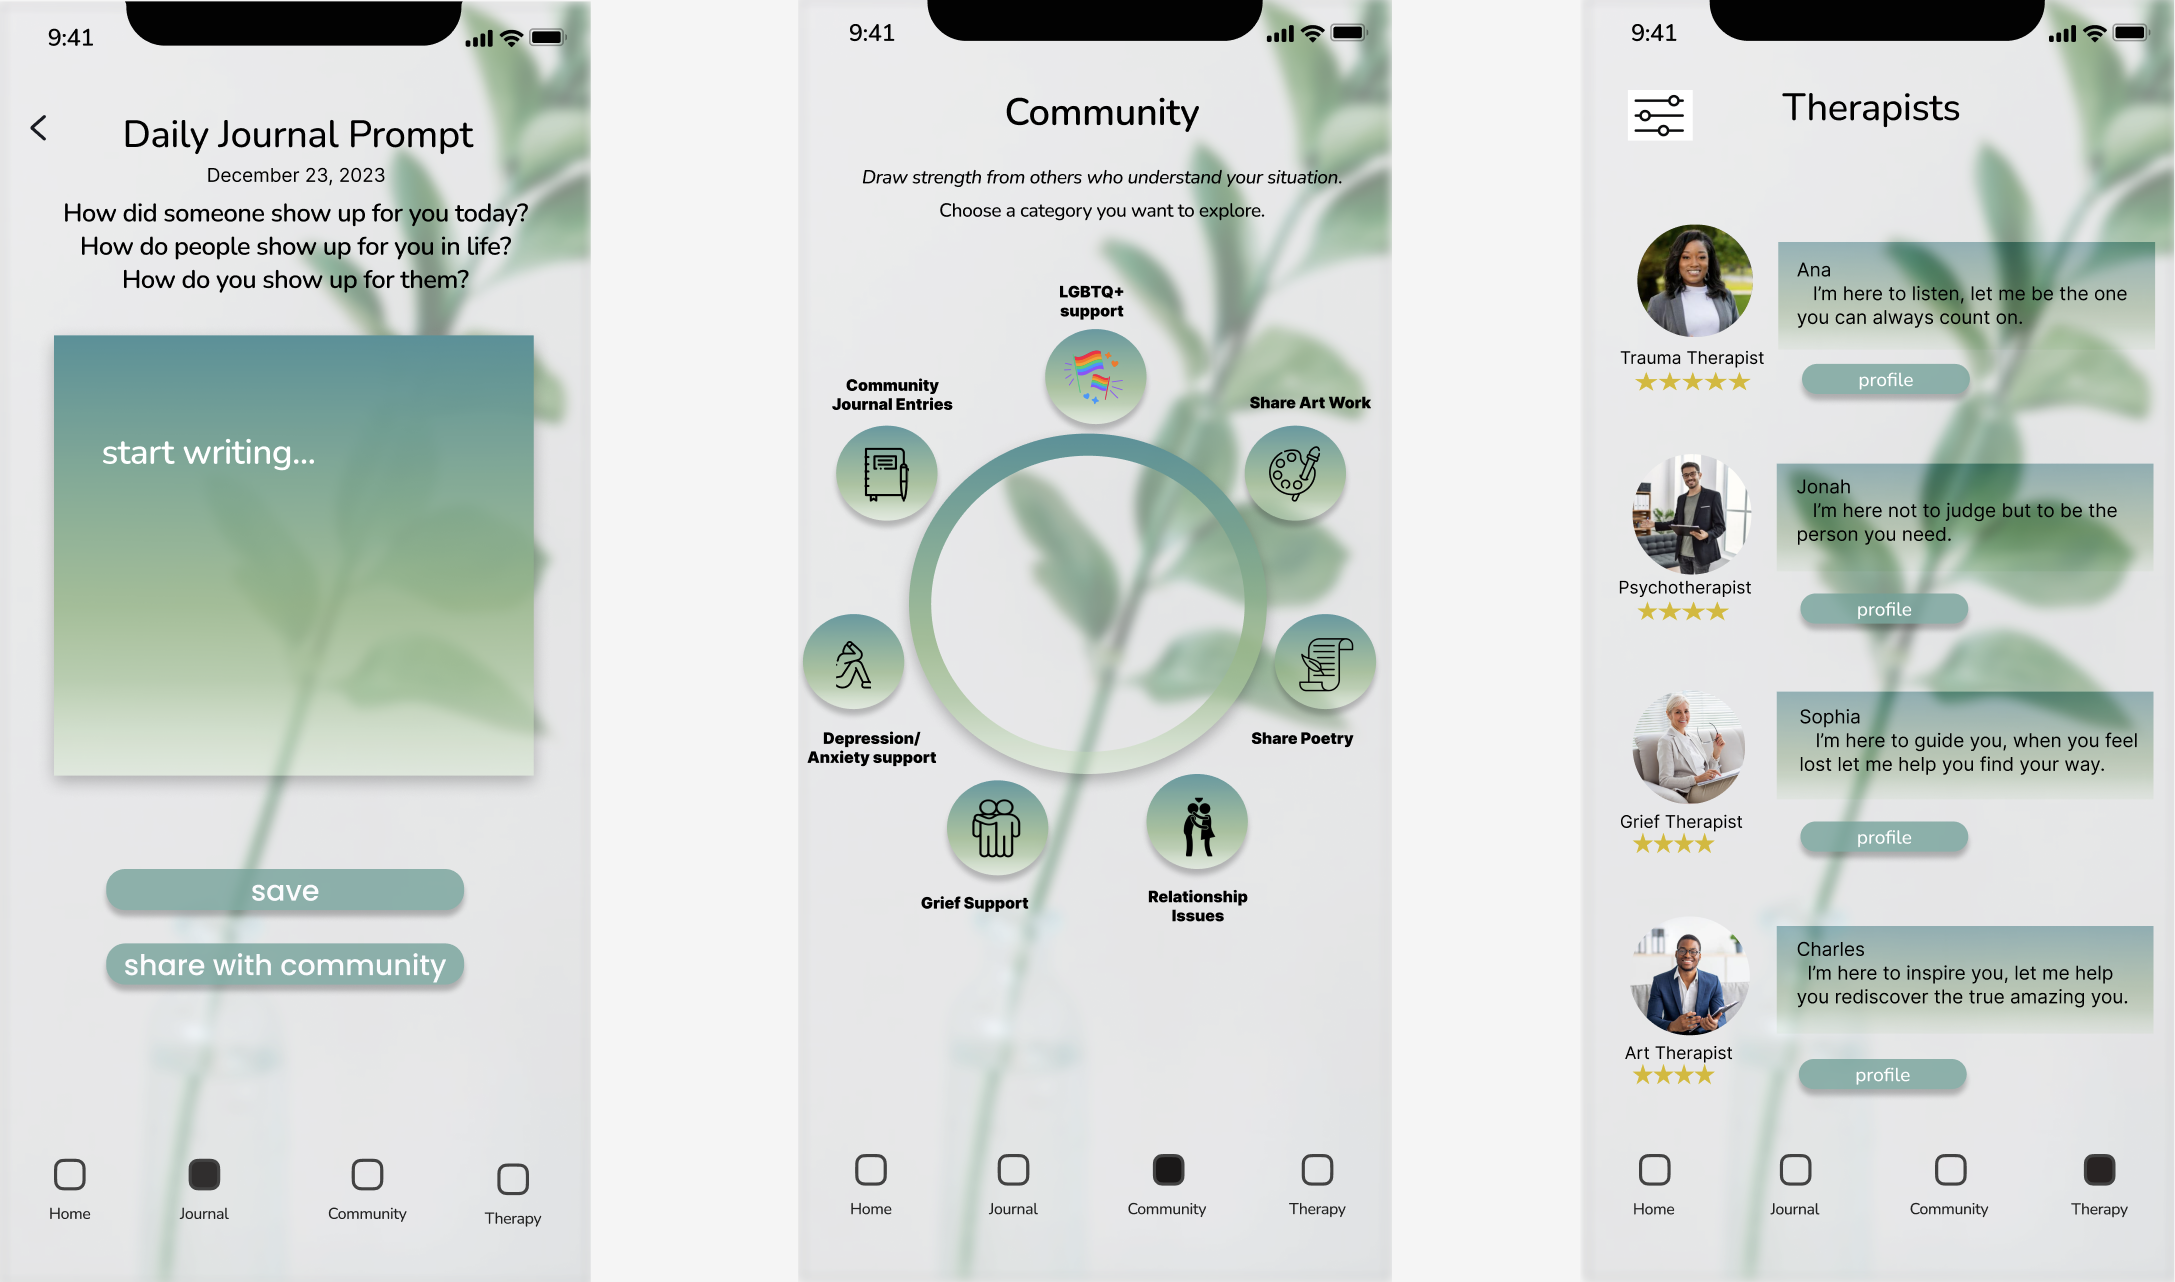 9:41
Daily Journal Prompt
December 23, 2023
How did someone show up for you today?
How do people show up for you in life?
How do you show up for them?
start writing...
save
share with community
Home
Journal
Community
Therapy
9:41
Community
Draw strength from others who understand your situation.
Choose a category you want to explore.
LGBTQ+
support
Community
Journal Entries
Share Art Work
Depression/
Anxiety support
Share Poetry
Grief Support
Relationship
Issues
Home
Journal
Community
Therapy
9:41
Therapists
Ana
I'm here to listen, let me be the one
you can always count on.
Trauma Therapist
profile
Jonah
I'm here not to judge but to be the
person you need.
Psychotherapist
profile
Sophia
I'm here to guide you, when you feel
lost let me help you find your way.
Grief Therapist
profile
Charles
I'm here to inspire you, let me help
you rediscover the true amazing you.
Art Therapist
profile
Home
Journal
Community
Therapy